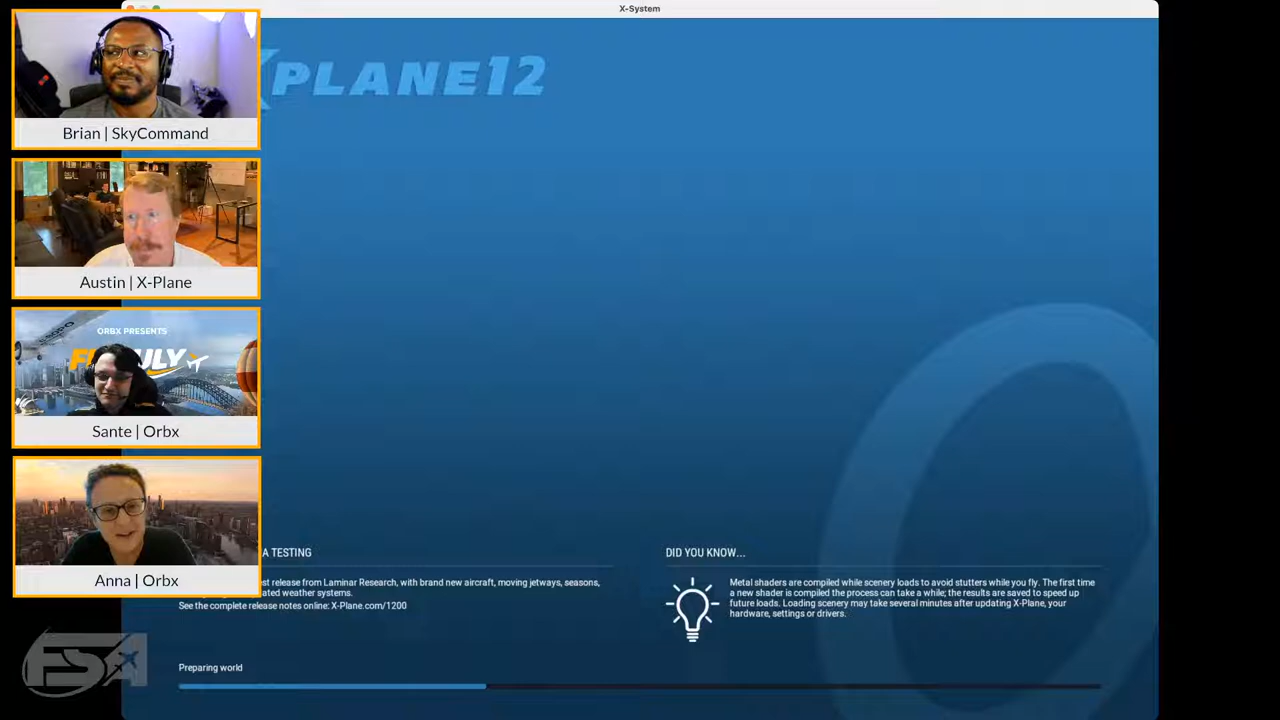 X-System
PLANE12
Brian | SkyCommand
Austin | X-Plane
ORBX PRESENTS
ULY
Sante | Orbx
Anna | Orbx
A TESTING
est release from Laminar Research, with brand new aircraft, moving jetways, seasons,
ated weather systems.
See the complete release notes online: X-Plane.com/1200
DID YOU KNOW...
Metal shaders are compiled while scenery loads to avoid stutters while you fly. The first time
a new shader is compiled the process can take a while; the results are saved to speed up
future loads. Loading scenery may take several minutes after updating X-Plane, your
hardware, settings or drivers.
Preparing world
FSA